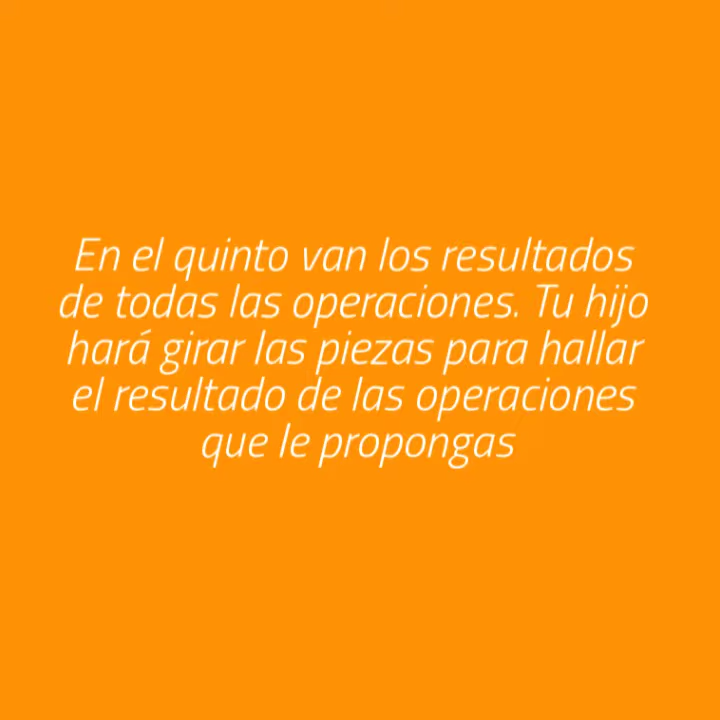 En el quinto van los resultados
de todas las operaciones. Tu hijo
hará girar las piezas para hallar
el resultado de las operaciones
que le propongas